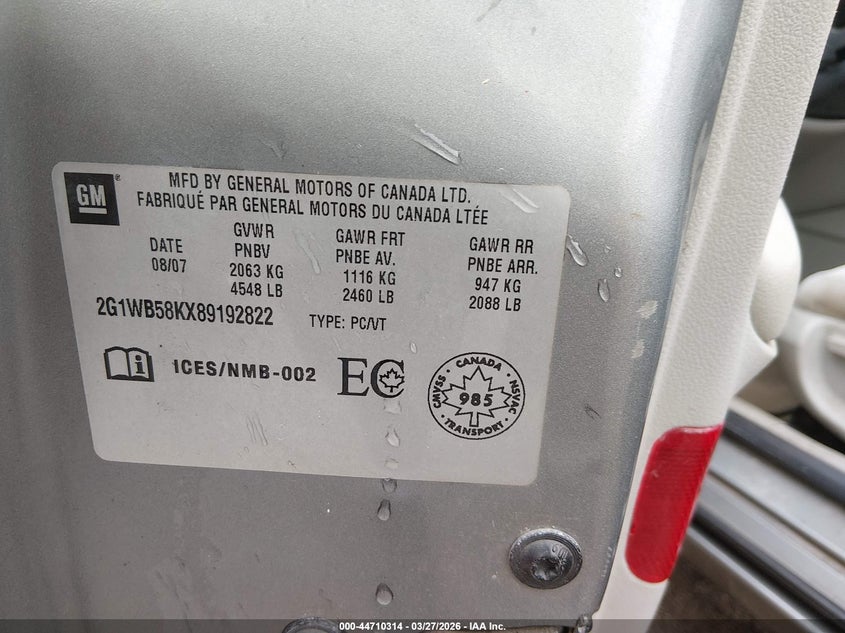 GM ®
MFD BY GENERAL MOTORS OF CANADA LTD.
FABRIQUÉ PAR GENERAL MOTORS DU CANADA LTÉE
DATE
08/07
GVWR
PNBV
2063 KG
4548 LB
GAWR FRT
PNBE AV.
1116 KG
2460 LB
GAWR RR
PNBE ARR.
947 KG
2088 LB
2G1WB58KX89192822 TYPE: PC/VT
i ICES/NMB-002 EC
CANADA
CMVSS 985 NSVAC
TRANSPORT
000-44710314 - 03/27/2026 - IAA Inc.